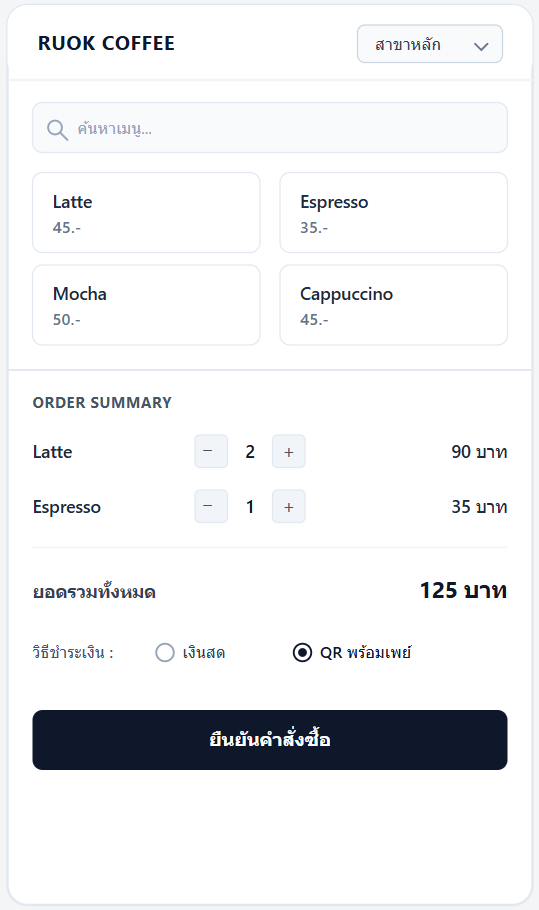 RUOK COFFEE
สาขาหลัก
ค้นหาเมนู...
Latte
45.-
Espresso
35.-
Mocha
50.-
Cappuccino
45.-
ORDER SUMMARY
Latte − 2 + 90 บาท
Espresso − 1 + 35 บาท
ยอดรวมทั้งหมด 125 บาท
วิธีชำระเงิน : เงินสด QR พร้อมเพย์
ยืนยันคำสั่งซื้อ